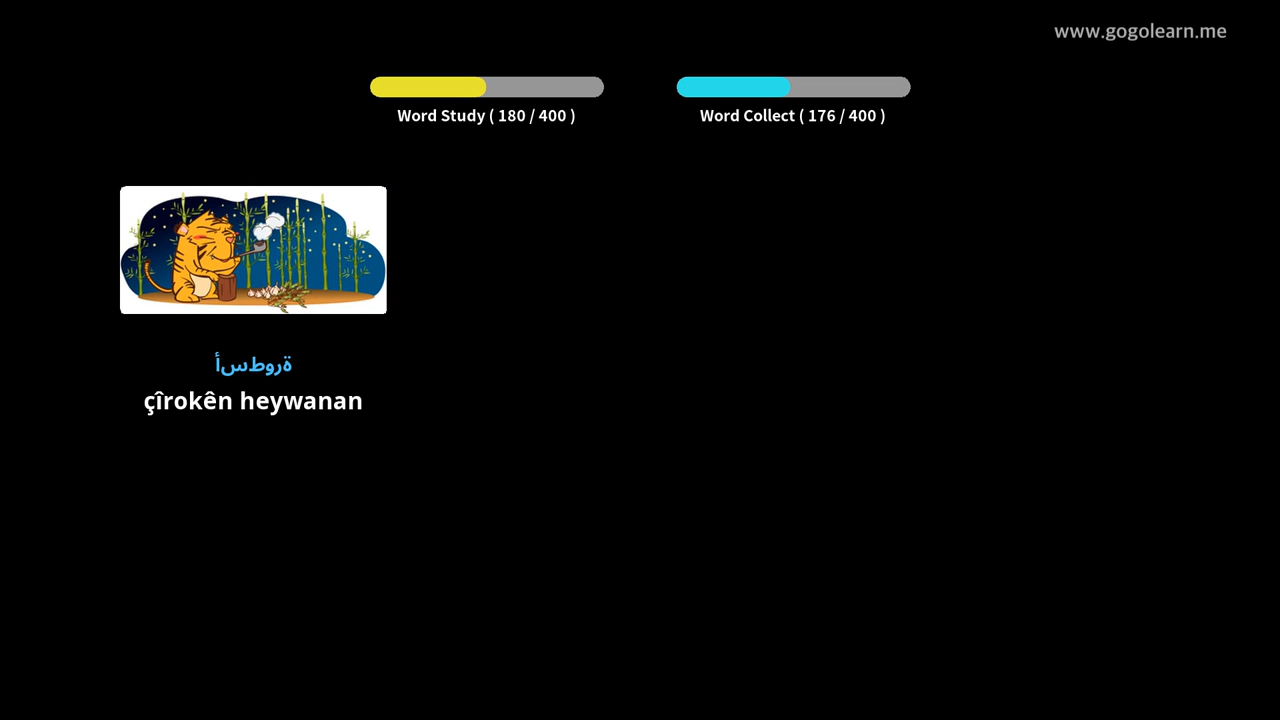 www.gogolearn.me
Word Study ( 180 / 400 )
Word Collect ( 176 / 400 )
ةروطسأ
çîrokên heywanan